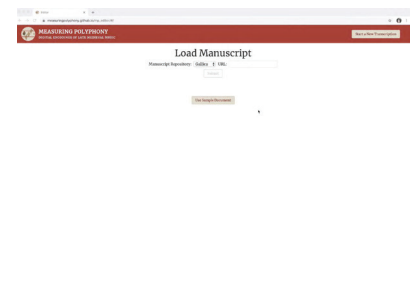 MEASURING POLYPHONY
DIGITAL ENCODINGS OF LATE MEDIEVAL MUSIC
Start a New Transcription
Load Manuscript
Manuscript Repository: Gallica URL:
Use Sample Document